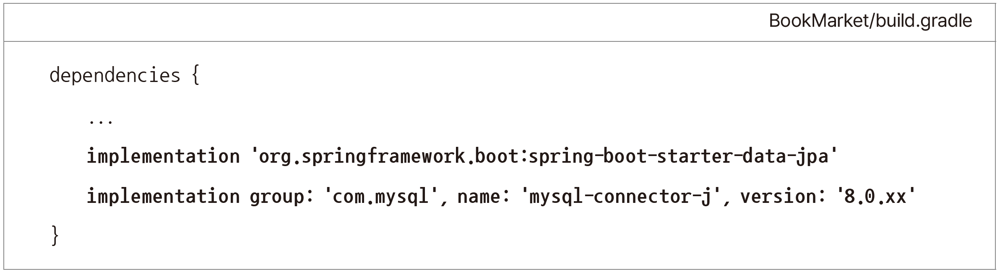 BookMarket/build.gradle
dependencies {
...
implementation 'org.springframework.boot:spring-boot-starter-data-jpa'
implementation group: 'com.mysql', name: 'mysql-connector-j', version: '8.0.xx'
}